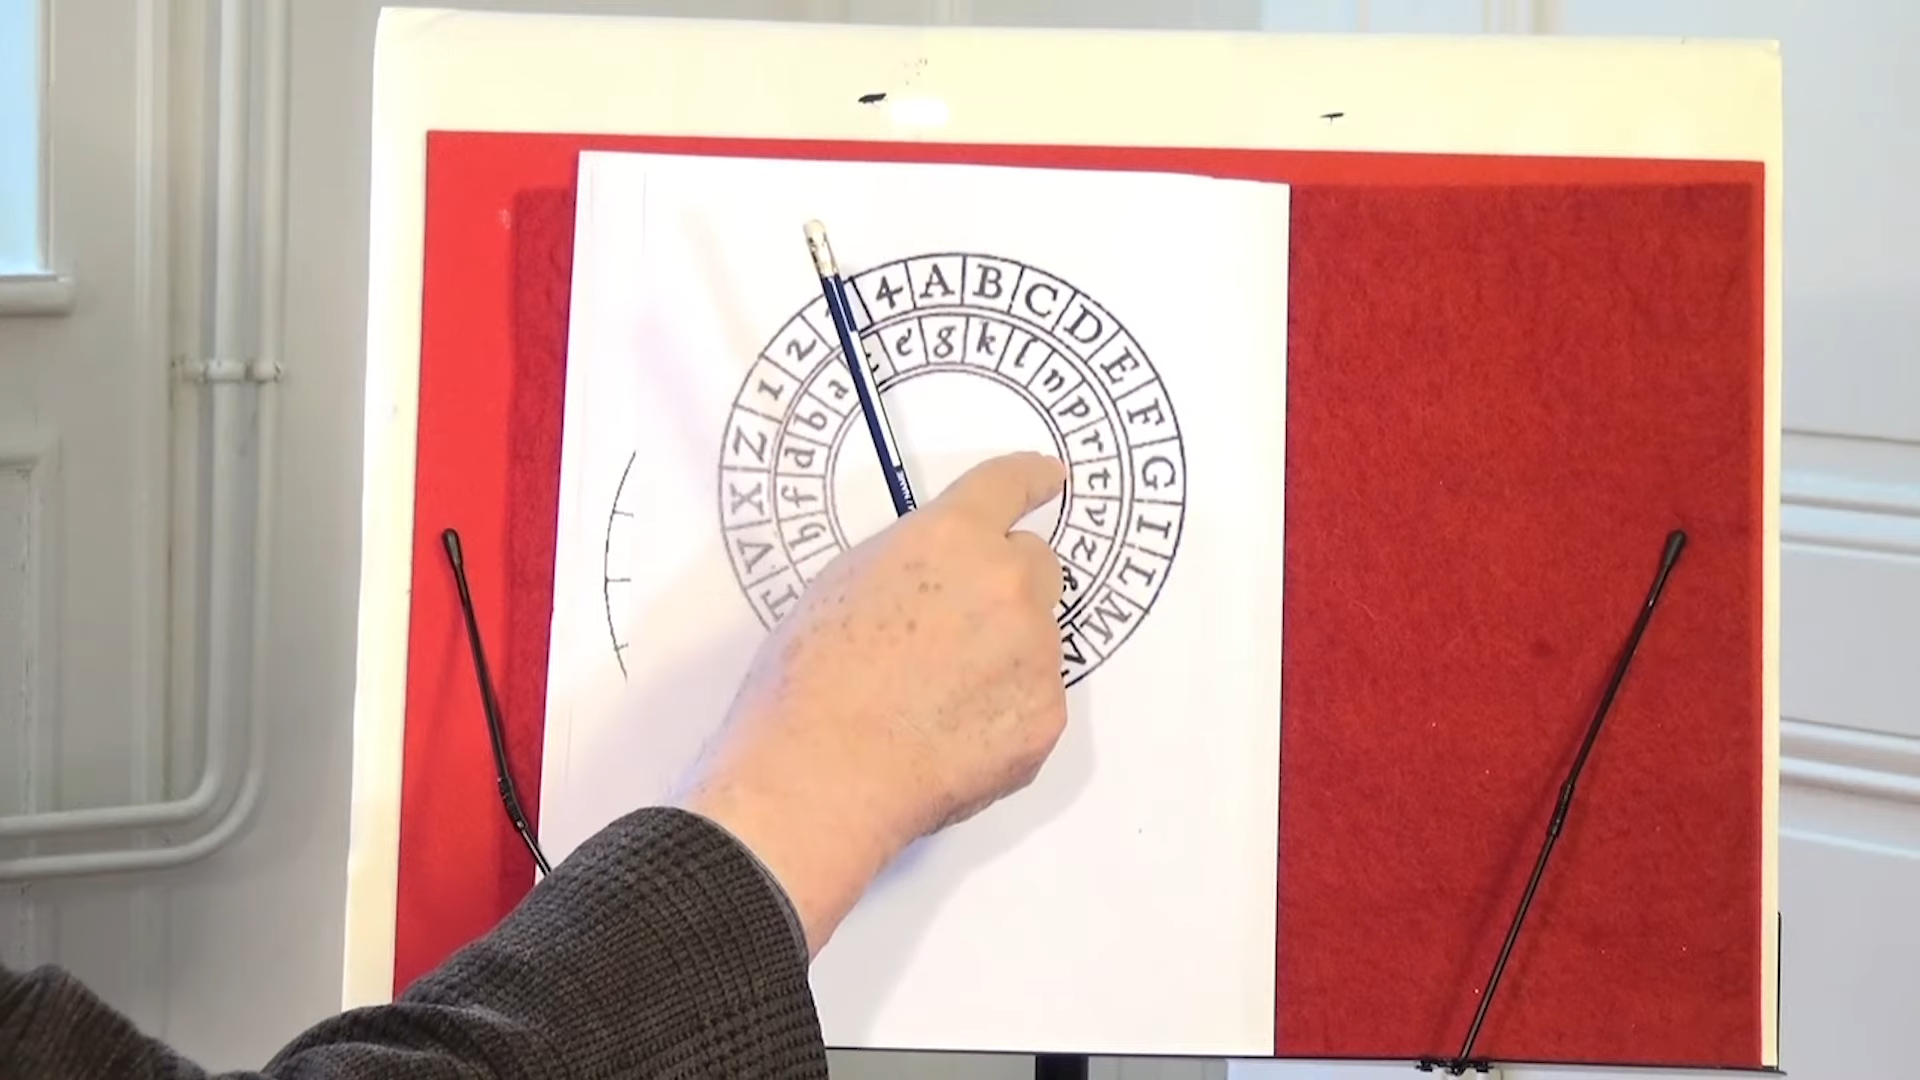 4 A B C D E F G I L M N
T V X Z 1 2
e g k l n p r t v z &
h f d b a